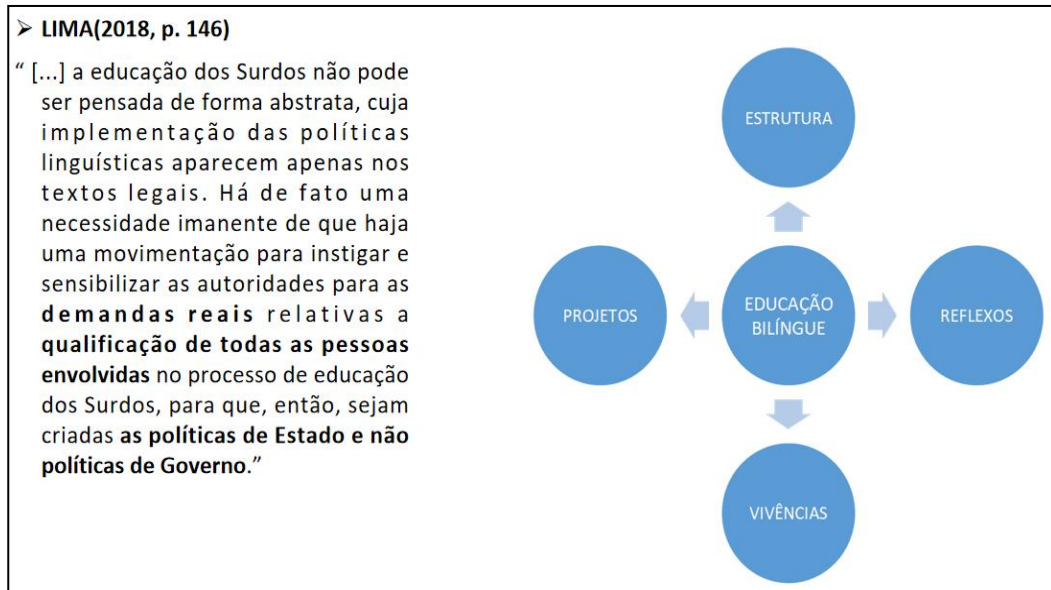 ➢ LIMA(2018, p. 146)
“ [...] a educação dos Surdos não pode
ser pensada de forma abstrata, cuja
implementação das políticas
linguísticas aparecem apenas nos
textos legais. Há de fato uma
necessidade imanente de que haja
uma movimentação para instigar e
sensibilizar as autoridades para as
demandas reais relativas a
qualificação de todas as pessoas
envolvidas no processo de educação
dos Surdos, para que, então, sejam
criadas as políticas de Estado e não
políticas de Governo.”
ESTRUTURA
PROJETOS
EDUCAÇÃO
BILÍNGUE
REFLEXOS
VIVÊNCIAS